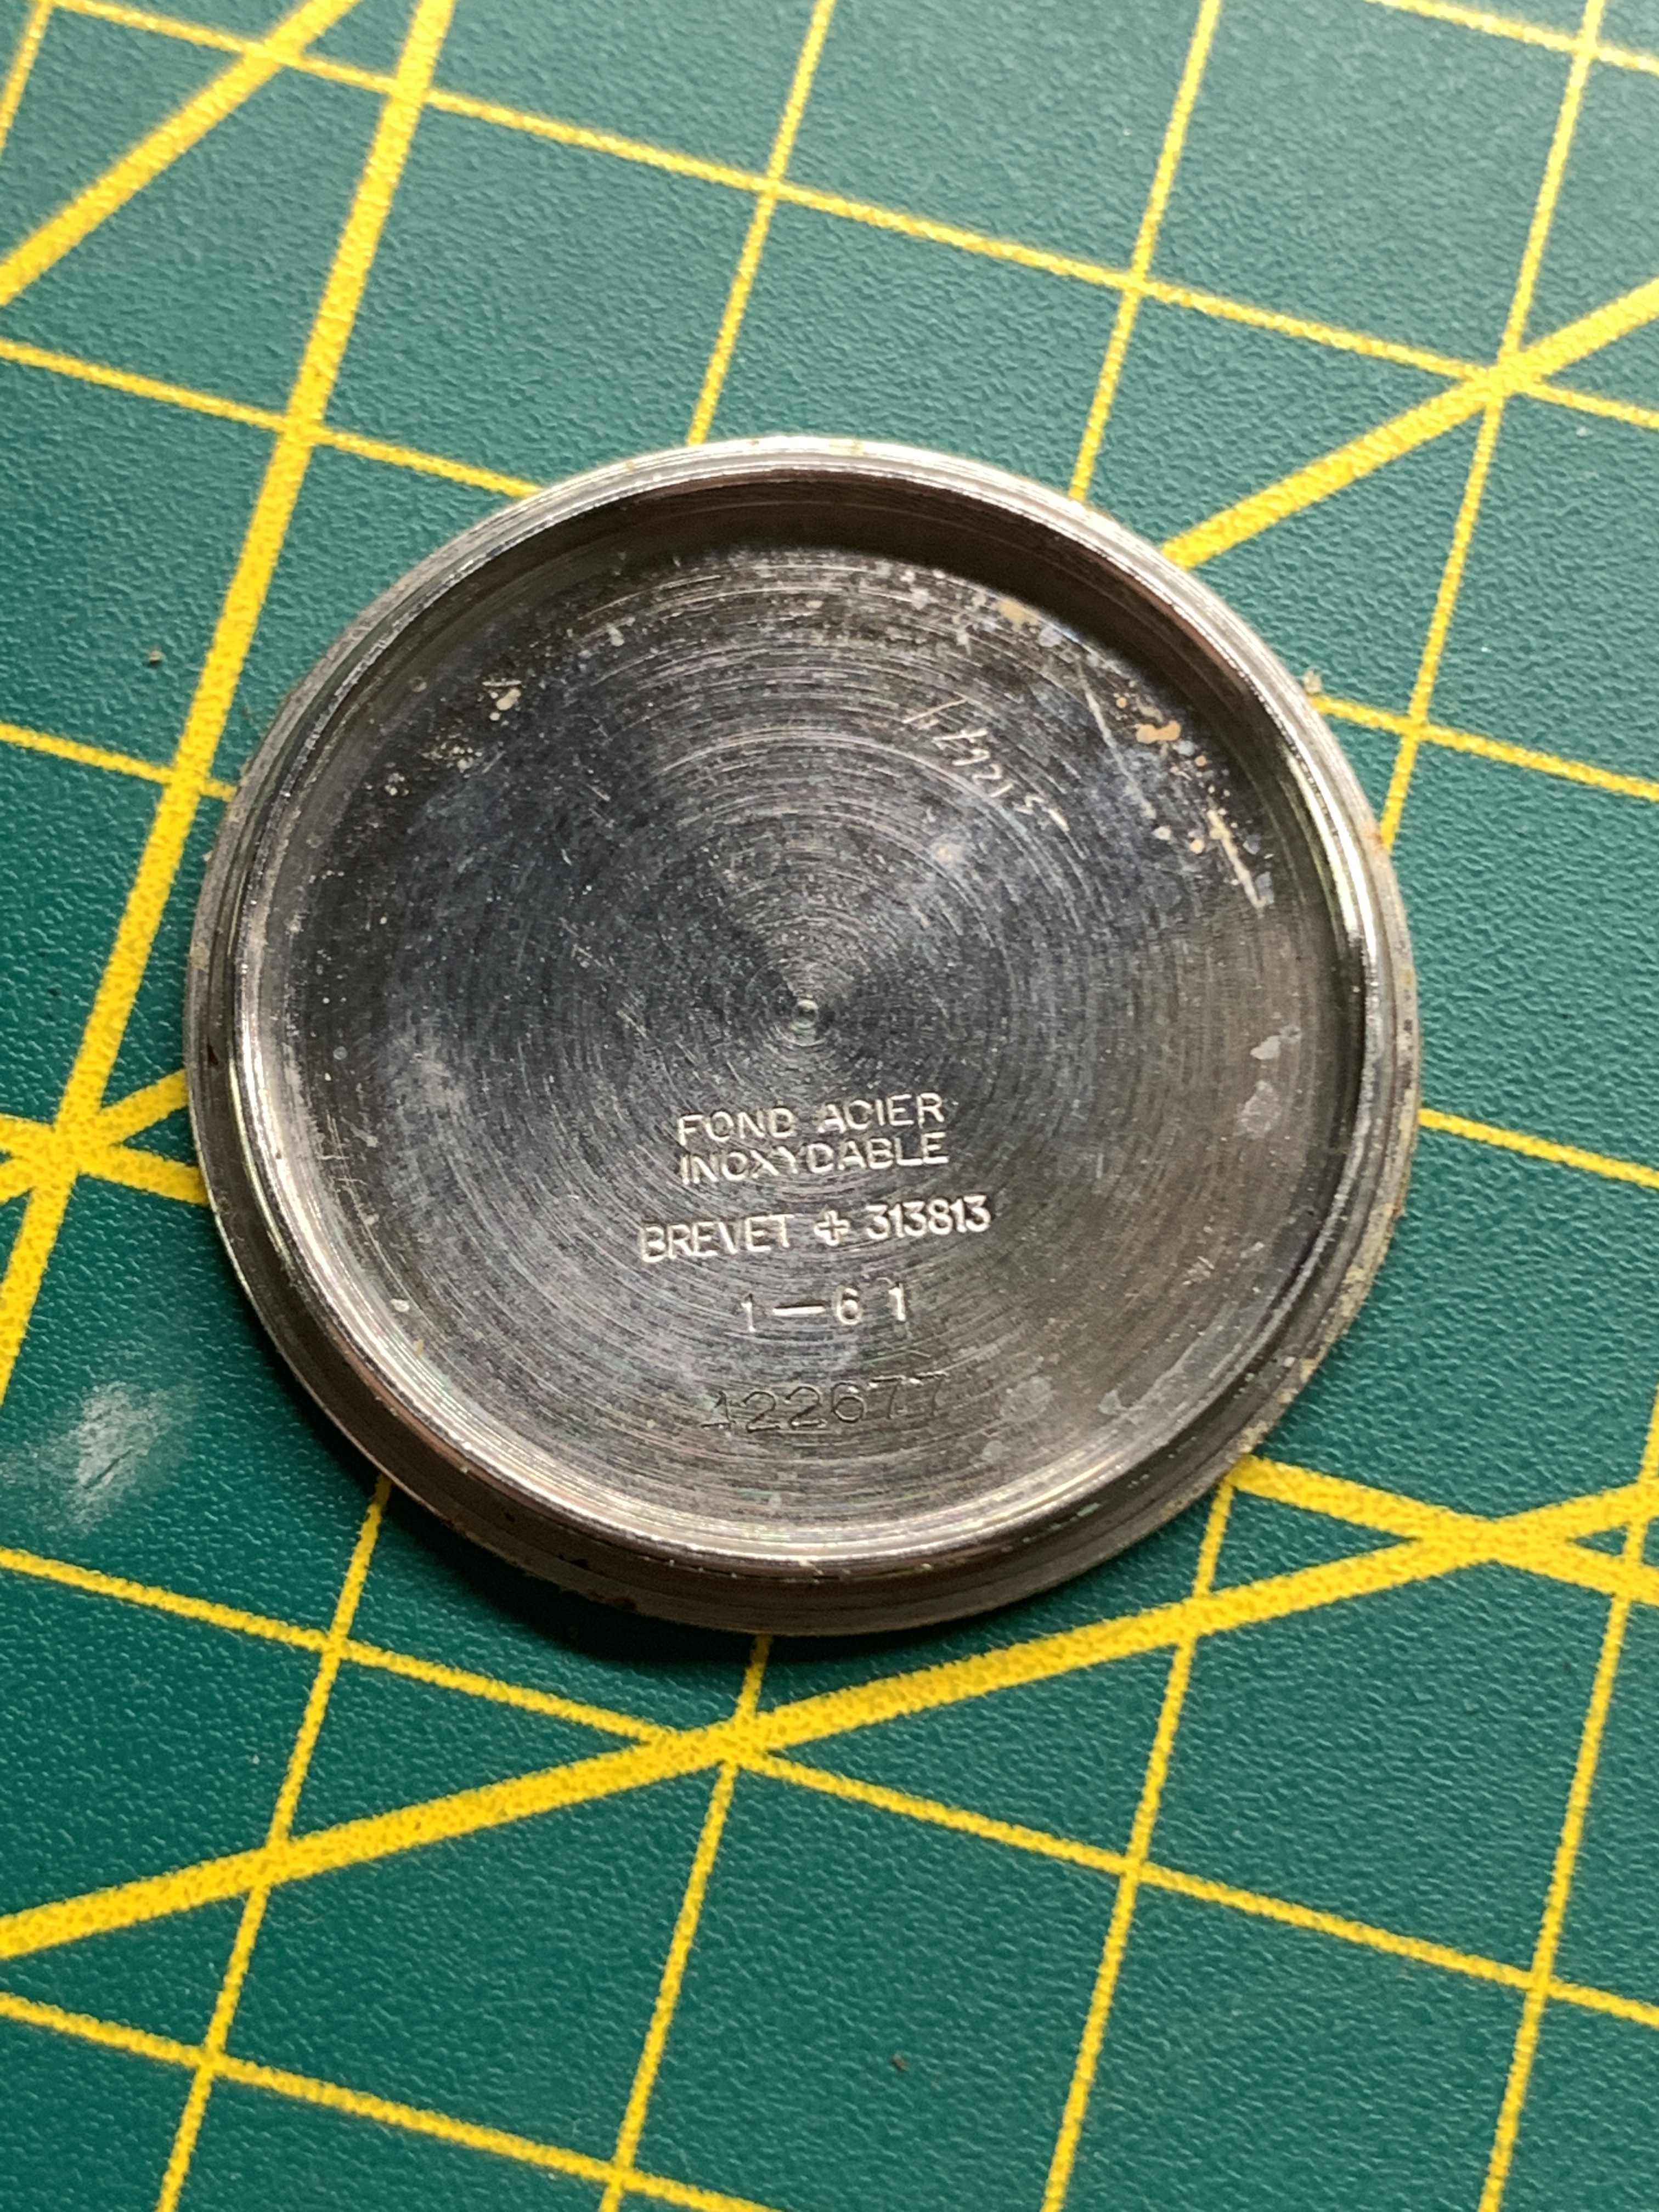 FOND ACIER
INOXYDABLE
BREVET ✚ 313813
1—61
122677